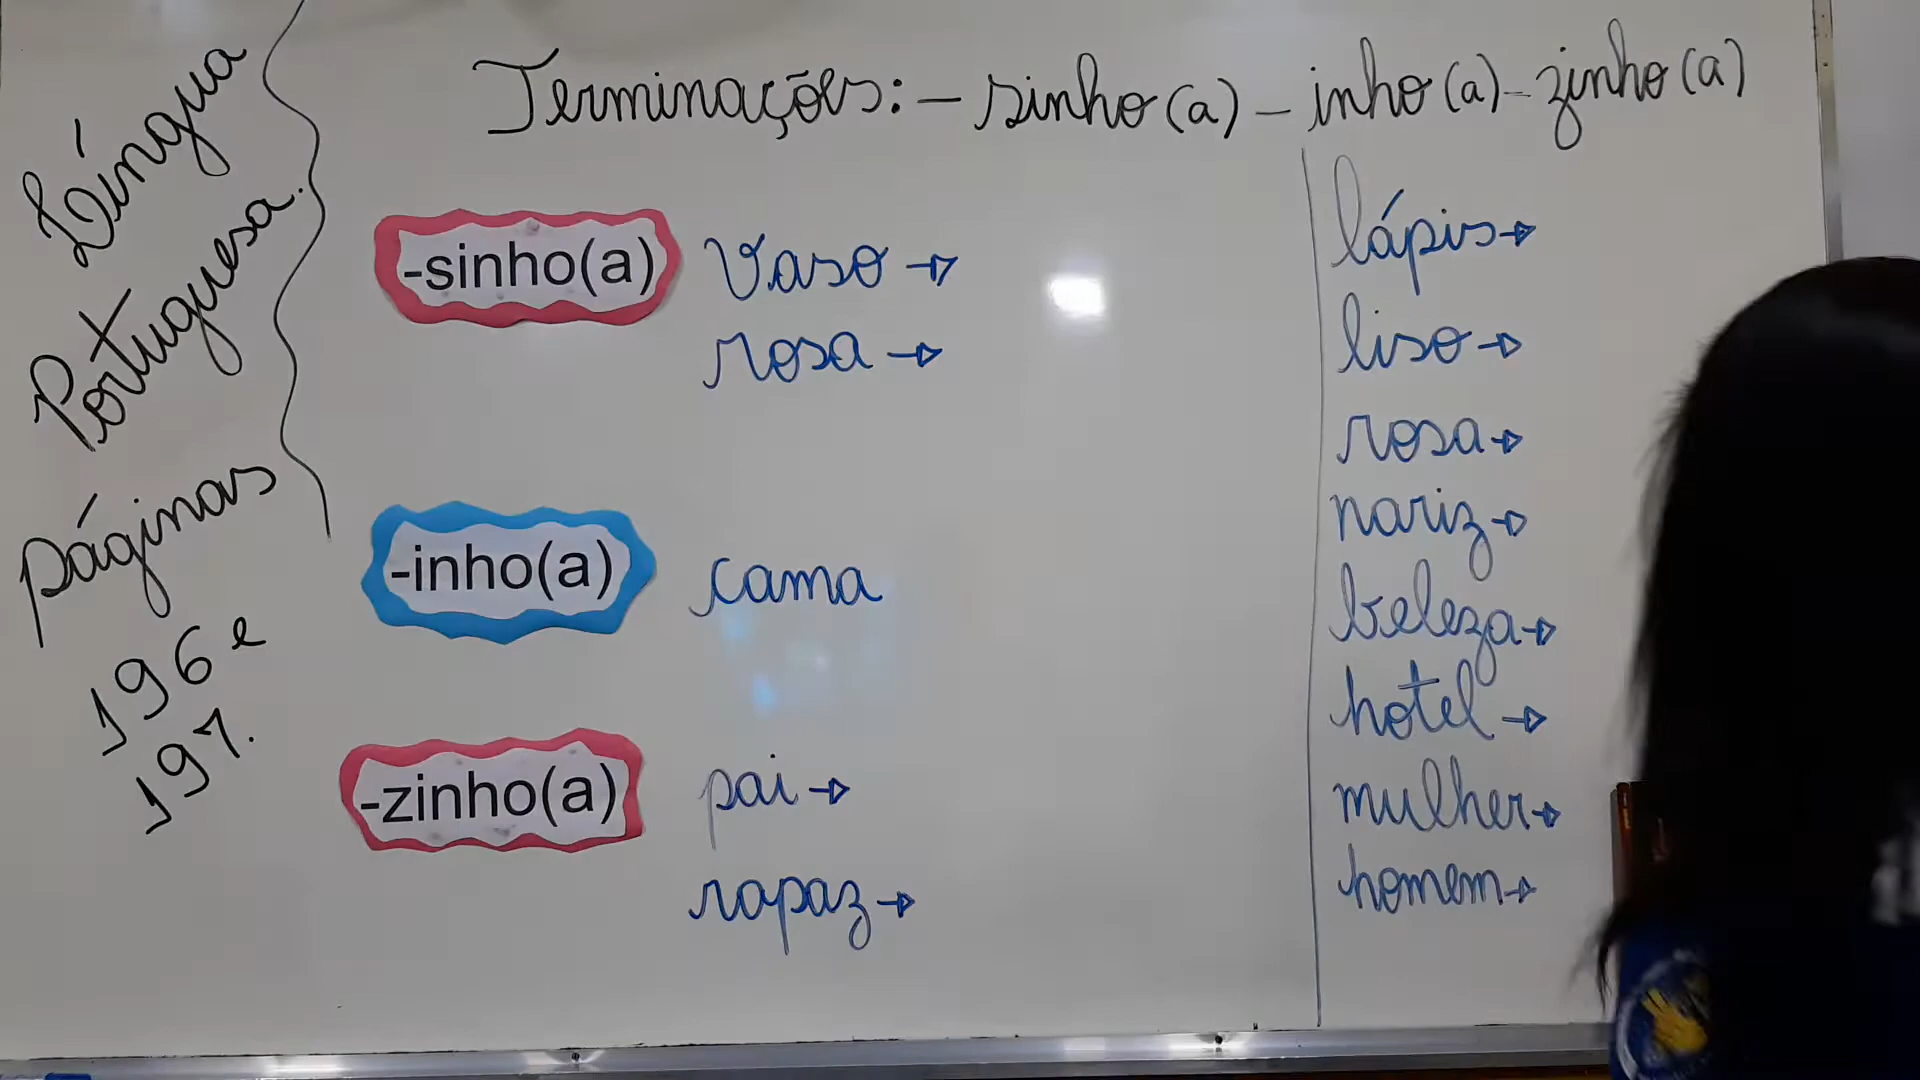 Língua
Portuguesa.
páginas
196 e
197.
Terminações: - sinho(a) - inho(a) - zinho(a)
-sinho(a)
vaso →
rosa →
-inho(a)
cama
-zinho(a)
pai →
rapaz →
lápis →
liso →
rosa →
nariz →
beleza →
hotel →
mulher →
homem →